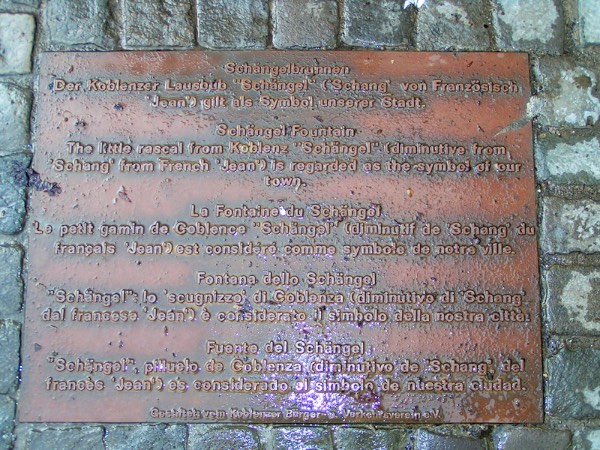 Schängelbrunnen
Der Koblenzer Lausbub "Schängel" ('Schang' von Französisch
'Jean') gilt als Symbol unserer Stadt.
Schängel Fountain
The little rascal from Koblenz "Schängel" (diminutive from
'Schang' from French 'Jean') is regarded as the symbol of our
town.
La Fontaine du Schängel
Le petit gamin de Coblence "Schängel" (diminutif de 'Schang' du
français 'Jean') est considéré comme symbole de notre ville.
Fontana dello Schängel
"Schängel": lo 'scugnizzo' di Coblenza (diminutivo di 'Schang'
dal francese 'Jean') è considerato il simbolo della nostra città.
Fuente del Schängel
"Schängel", pilluelo de Coblenza (diminutivo de 'Schang', del
francés 'Jean') es considerado el simbolo de nuestra ciudad.
Gestiftet vom Koblenzer Bürger- u. Verkehrsverein e.V.